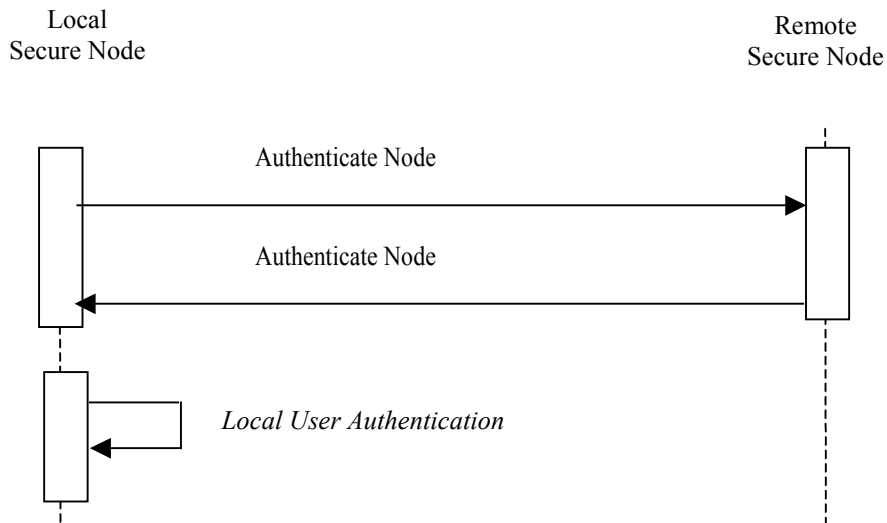 Local
Secure Node
Remote
Secure Node
Authenticate Node
Authenticate Node
Local User Authentication